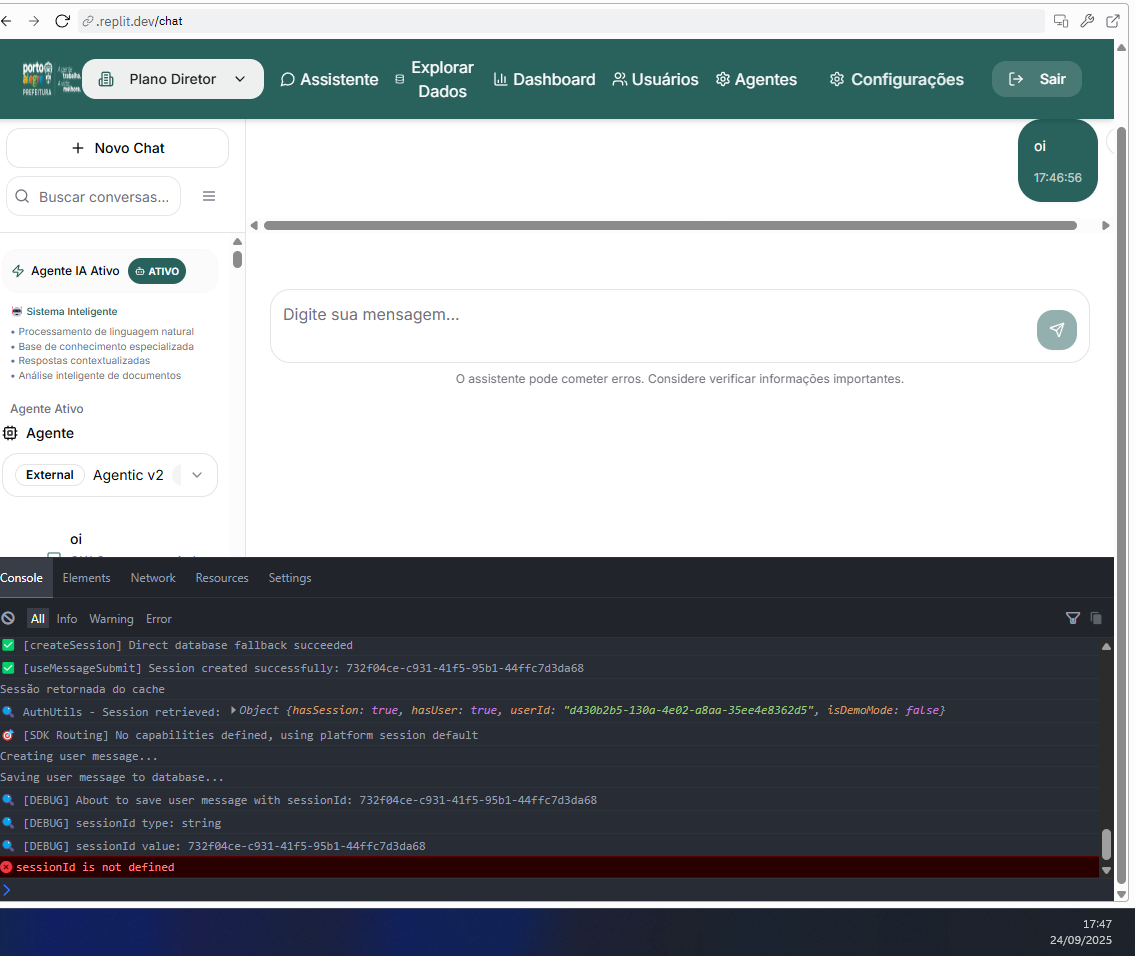 .replit.dev/chat
porto
alegre
PREFEITURA
Plano Diretor
Assistente
Explorar
Dados
Dashboard
Usuários
Agentes
Configurações
Sair
+ Novo Chat
Buscar conversas...
Agente IA Ativo
ATIVO
Sistema Inteligente
• Processamento de linguagem natural
• Base de conhecimento especializada
• Respostas contextualizadas
• Análise inteligente de documentos
Agente Ativo
Agente
External Agentic v2
oi
oi
17:46:56
Digite sua mensagem...
O assistente pode cometer erros. Considere verificar informações importantes.
Console Elements Network Resources Settings
All Info Warning Error
[createSession] Direct database fallback succeeded
[useMessageSubmit] Session created successfully: 732f04ce-c931-41f5-95b1-44ffc7d3da68
Sessão retornada do cache
AuthUtils - Session retrieved: Object {hasSession: true, hasUser: true, userId: "d430b2b5-130a-4e02-a8aa-35ee4e8362d5", isDemoMode: false}
[SDK Routing] No capabilities defined, using platform session default
Creating user message...
Saving user message to database...
[DEBUG] About to save user message with sessionId: 732f04ce-c931-41f5-95b1-44ffc7d3da68
[DEBUG] sessionId type: string
[DEBUG] sessionId value: 732f04ce-c931-41f5-95b1-44ffc7d3da68
sessionId is not defined
17:47
24/09/2025